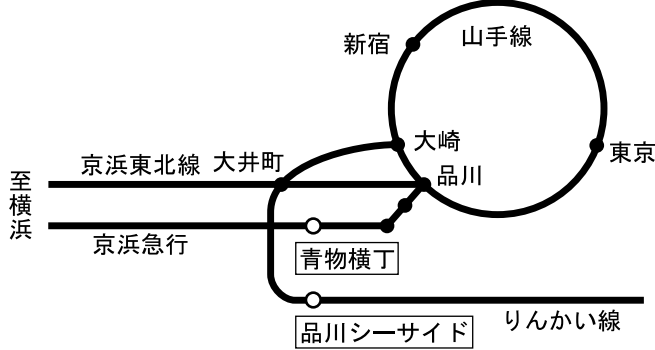 新宿
山手線
大崎
東京
京浜東北線
大井町
品川
至横浜
京浜急行
青物横丁
りんかい線
品川シーサイド